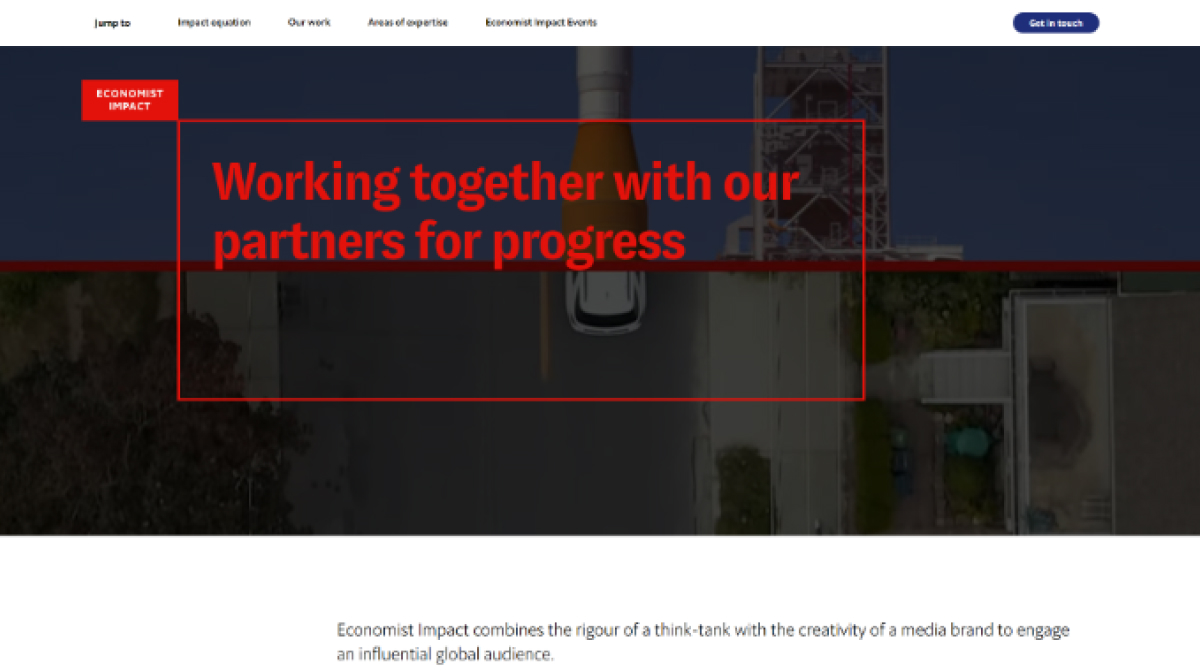 Jump to
Impact equation
Our work
Areas of expertise
Economist Impact Events
Get in touch
ECONOMIST
IMPACT
Working together with our
partners for progress
Economist Impact combines the rigour of a think-tank with the creativity of a media brand to engage
an influential global audience.